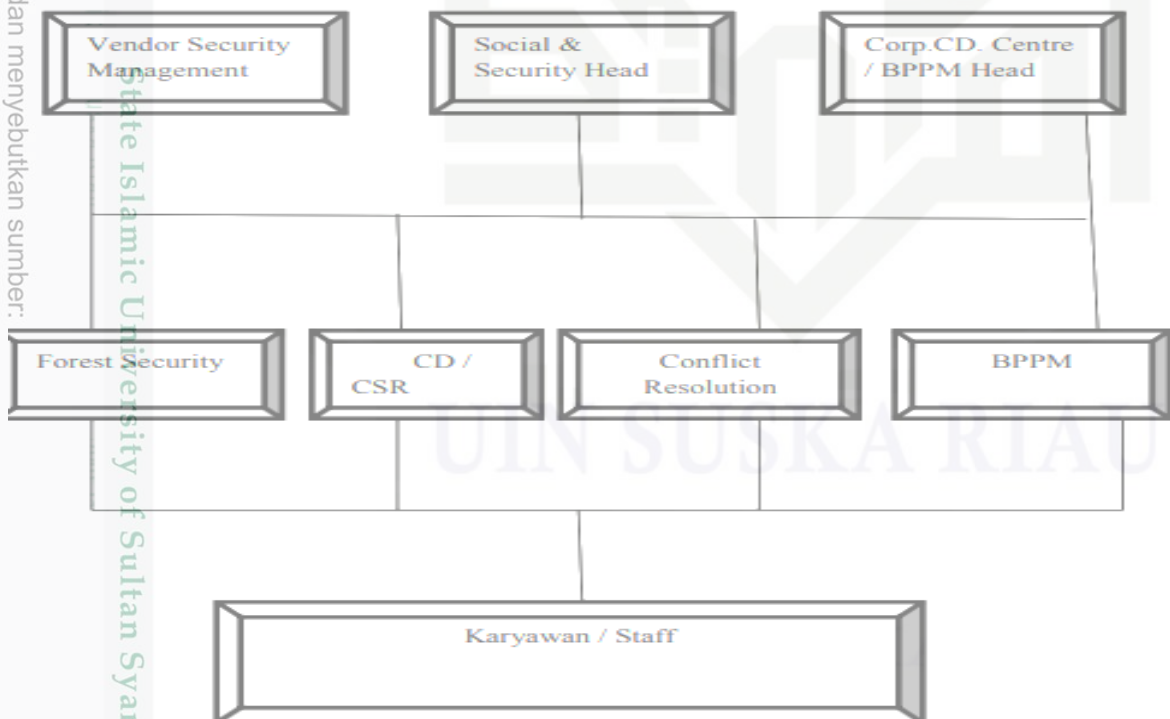 Vendor Security
Management
Social &
Security Head
Corp.CD. Centre
/ BPPM Head
Forest Security
CD /
CSR
Conflict
Resolution
BPPM
Karyawan / Staff
dan menyebutkan sumber:
State Islamic University of Sultan Syar
UIN SUSKA RIAU